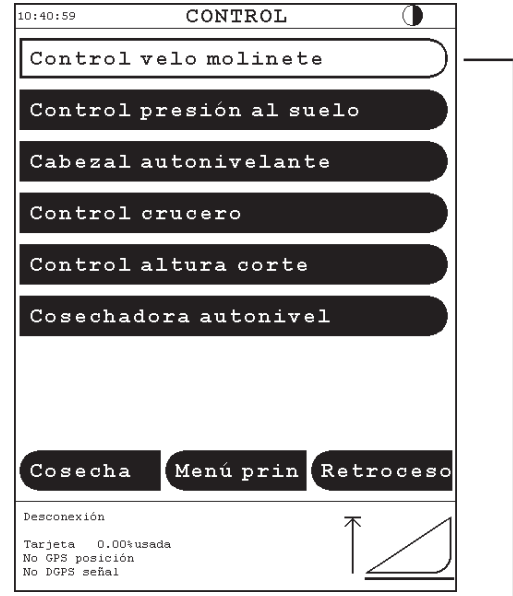 10:40:59 CONTROL
Control velo molinete
Control presión al suelo
Cabezal autonivelante
Control crucero
Control altura corte
Cosechadora autonivel
Cosecha Menú prin Retroceso
Desconexión
Tarjeta 0.00%usada
No GPS posición
No DGPS señal